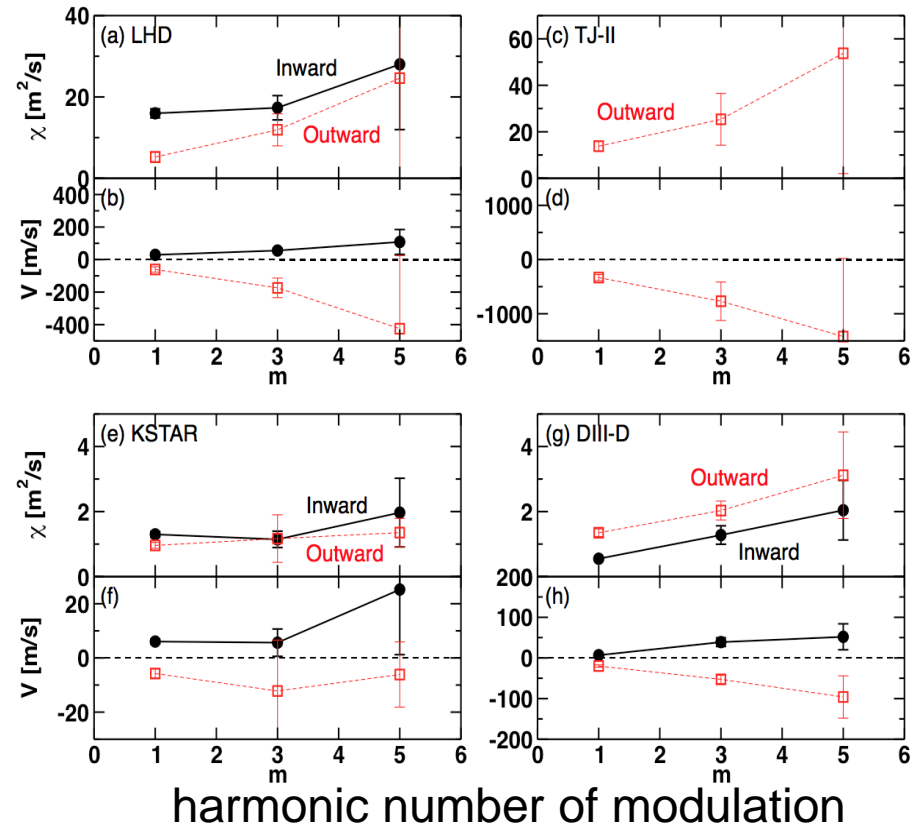 (a) LHD
χ [m²/s]
40
20
0
Inward
Outward
(b)
V [m/s]
400
200
0
-200
-400
0 1 2 3 4 5 6
m
(c) TJ-II
60
40
20
0
Outward
(d)
1000
0
-1000
0 1 2 3 4 5 6
m
(e) KSTAR
χ [m²/s]
4
2
0
Inward
Outward
(f)
V [m/s]
20
0
-20
0 1 2 3 4 5 6
m
(g) DIII-D
4
2
0
Outward
Inward
(h)
200
100
0
-100
-200
0 1 2 3 4 5 6
m
harmonic number of modulation